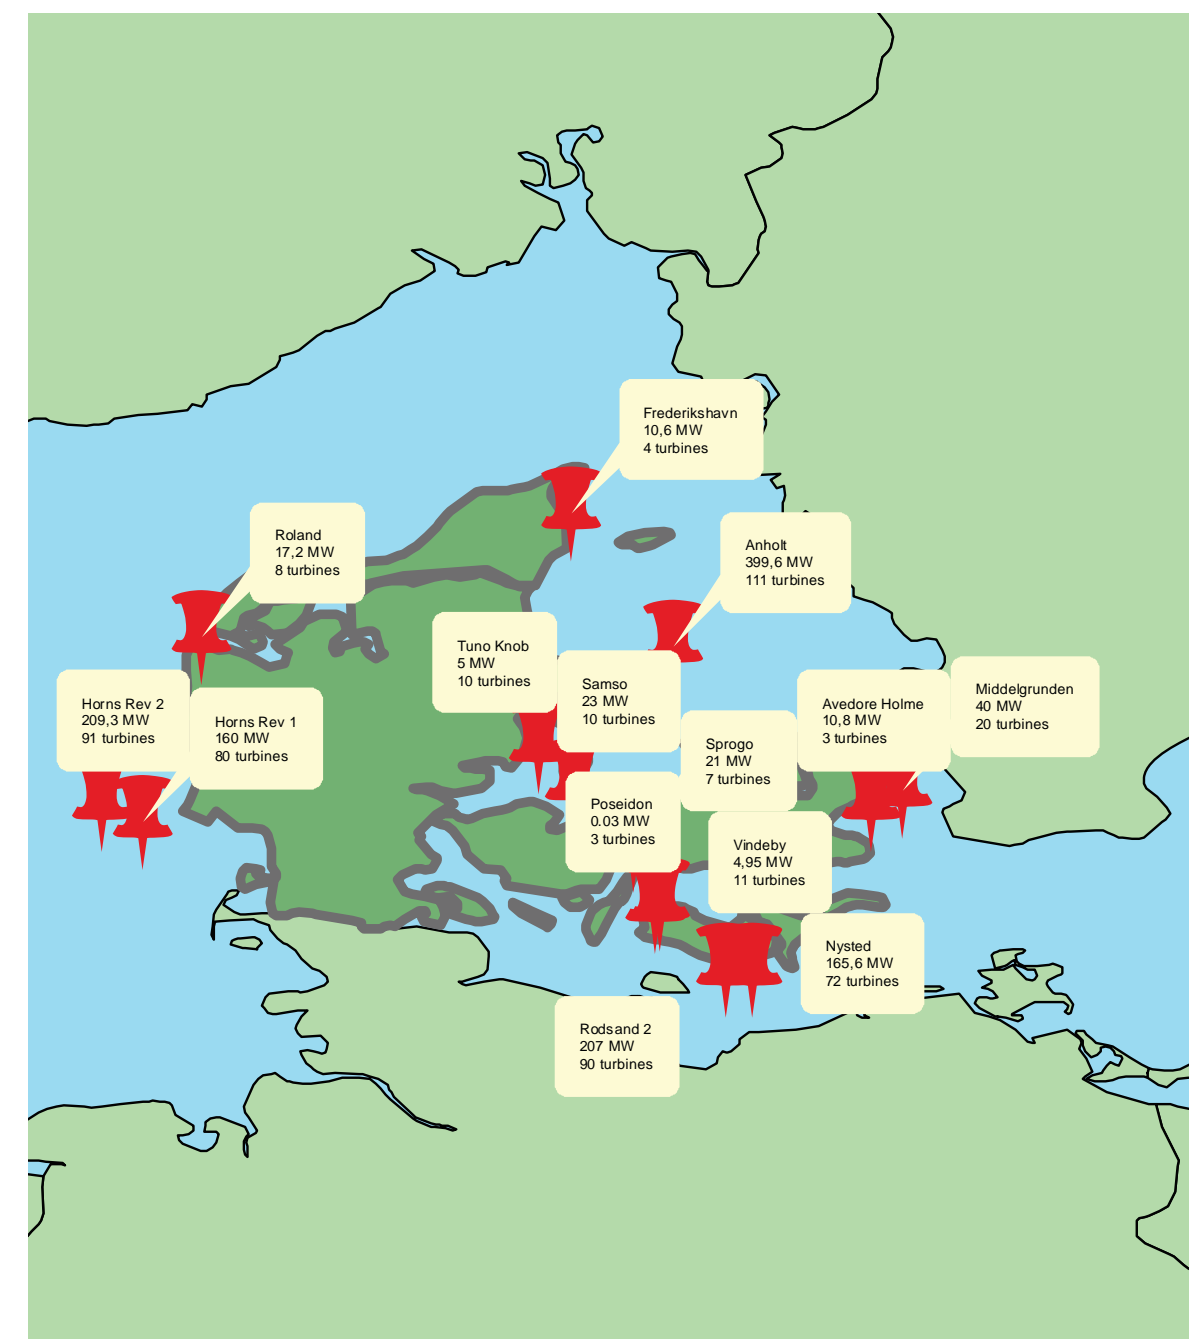 Frederikshavn
10,6 MW
4 turbines
Roland
17,2 MW
8 turbines
Anholt
399,6 MW
111 turbines
Tuno Knob
5 MW
10 turbines
Samso
23 MW
10 turbines
Horns Rev 2
209,3 MW
91 turbines
Horns Rev 1
160 MW
80 turbines
Avedore Holme
10,8 MW
3 turbines
Middelgrunden
40 MW
20 turbines
Sprogo
21 MW
7 turbines
Poseidon
0.03 MW
3 turbines
Vindeby
4,95 MW
11 turbines
Nysted
165,6 MW
72 turbines
Rodsand 2
207 MW
90 turbines